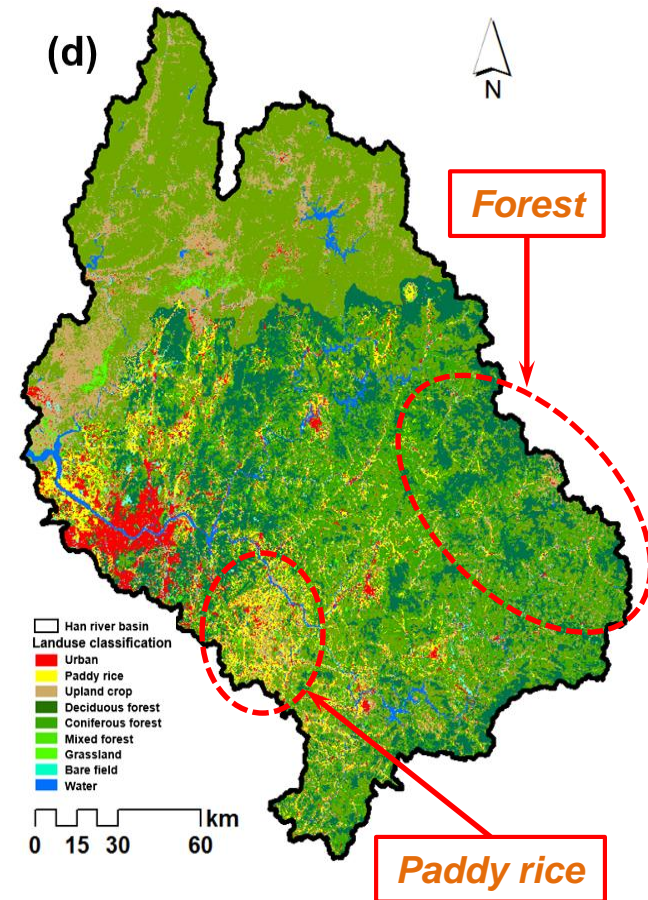 (d)
N
Forest
Han river basin
Landuse classification
Urban
Paddy rice
Upland crop
Deciduous forest
Coniferous forest
Mixed forest
Grassland
Bare field
Water
km
0 15 30 60
Paddy rice